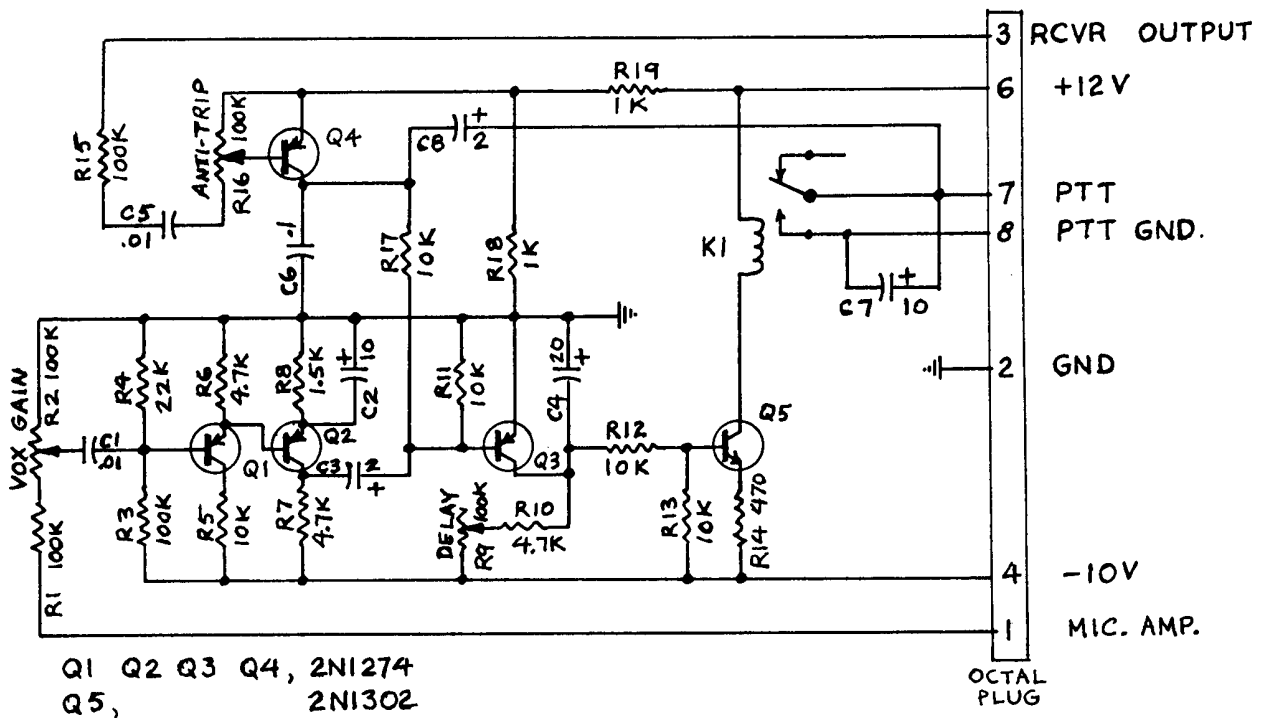 3 RCVR OUTPUT
R19
1K
6 +12V
ANTI-TRIP
100K
R16
Q4
C8
+
2
R15
100K
C5
.01
7 PTT
8 PTT GND.
.1
C6
R17
10K
R18
1K
K1
C7
+
10
VOX GAIN
R2 100K
R4
22K
R6
4.7K
R8
1.5K
+
10
C2
R11
10K
20
+
C4
2 GND
C1
.01
Q1
Q2
Q3
R12
10K
Q5
C3
2
+
R1 100K
R3
100K
R5
10K
R7
4.7K
DELAY
100K
R9
R10
4.7K
R13
10K
R14 470
4 -10V
1 MIC. AMP.
Q1 Q2 Q3 Q4, 2N1274
Q5, 2N1302
OCTAL
PLUG